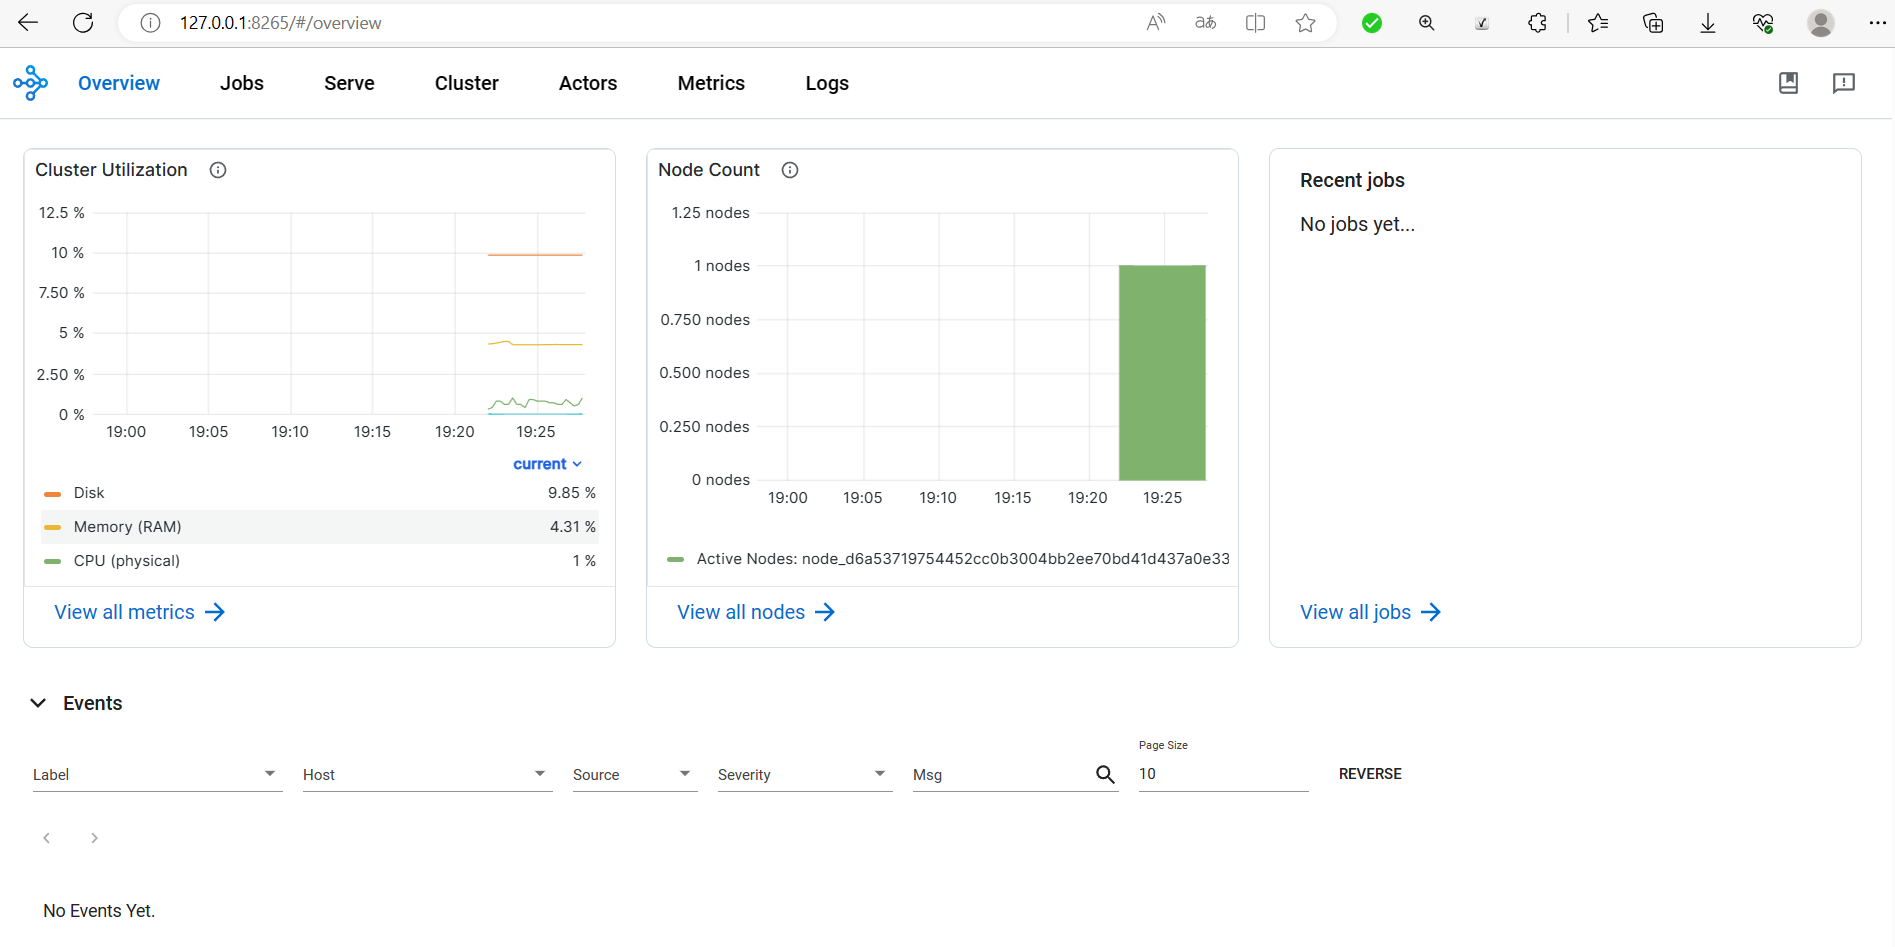 127.0.0.1:8265/#/overview
Overview Jobs Serve Cluster Actors Metrics Logs
Cluster Utilization
12.5 %
10 %
7.50 %
5 %
2.50 %
0 %
19:00 19:05 19:10 19:15 19:20 19:25
current
Disk 9.85 %
Memory (RAM) 4.31 %
CPU (physical) 1 %
View all metrics
Node Count
1.25 nodes
1 nodes
0.750 nodes
0.500 nodes
0.250 nodes
0 nodes
19:00 19:05 19:10 19:15 19:20 19:25
Active Nodes: node_d6a53719754452cc0b3004bb2ee70bd41d437a0e33
View all nodes
Recent jobs
No jobs yet...
View all jobs
Events
Label Host Source Severity Msg
Page Size
10
REVERSE
No Events Yet.